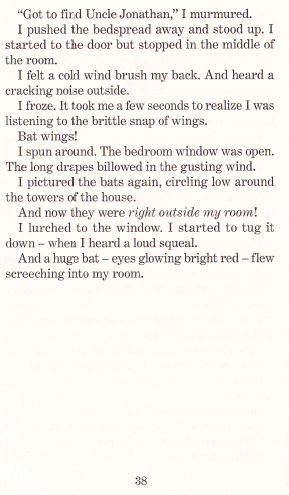 “Got to find Uncle Jonathan,” I murmured.
I pushed the bedspread away and stood up. I
started to the door but stopped in the middle of
the room.
I felt a cold wind brush my back. And heard a
cracking noise outside.
I froze. It took me a few seconds to realize I was
listening to the brittle snap of wings.
Bat wings!
I spun around. The bedroom window was open.
The long drapes billowed in the gusting wind.
I pictured the bats again, circling low around
the towers of the house.
And now they were right outside my room!
I lurched to the window. I started to tug it
down – when I heard a loud squeal.
And a huge bat – eyes glowing bright red – flew
screeching into my room.
38